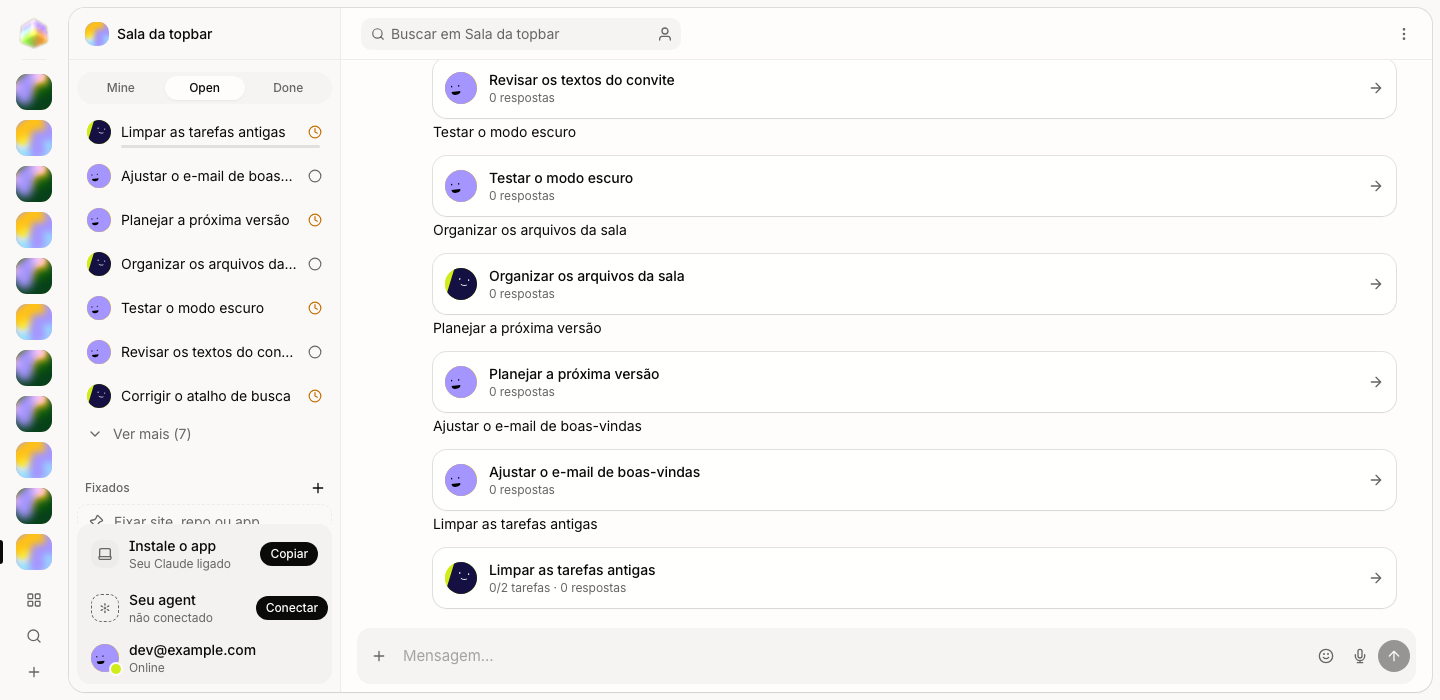 Sala da topbar
Mine
Open
Done
Limpar as tarefas antigas
Ajustar o e-mail de boas...
Planejar a próxima versão
Organizar os arquivos da...
Testar o modo escuro
Revisar os textos do con...
Corrigir o atalho de busca
Ver mais (7)
Fixados
Fixar site, repo ou app
Instale o app
Seu Claude ligado
Copiar
Seu agent
não conectado
Conectar
dev@example.com
Online
Buscar em Sala da topbar
Revisar os textos do convite
0 respostas
Testar o modo escuro
Testar o modo escuro
0 respostas
Organizar os arquivos da sala
Organizar os arquivos da sala
0 respostas
Planejar a próxima versão
Planejar a próxima versão
0 respostas
Ajustar o e-mail de boas-vindas
Ajustar o e-mail de boas-vindas
0 respostas
Limpar as tarefas antigas
Limpar as tarefas antigas
0/2 tarefas · 0 respostas
Mensagem...